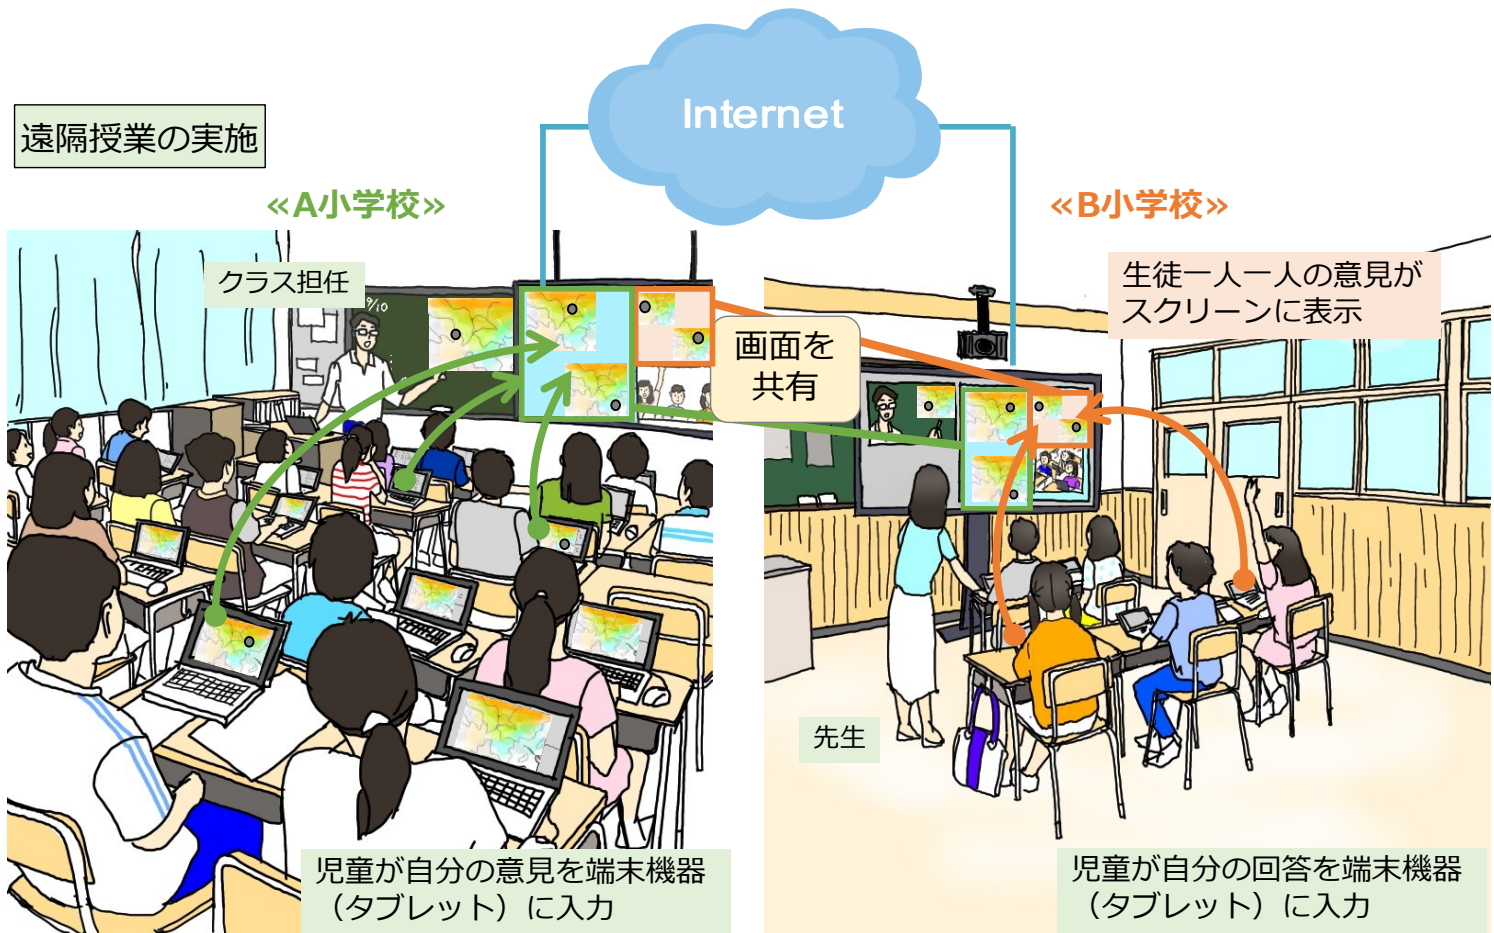 Internet
遠隔授業の実施
≪A小学校≫
≪B小学校≫
クラス担任
9/10
生徒一人一人の意見が
スクリーンに表示
画面を
共有
先生
児童が自分の意見を端末機器
（タブレット）に入力
児童が自分の回答を端末機器
（タブレット）に入力